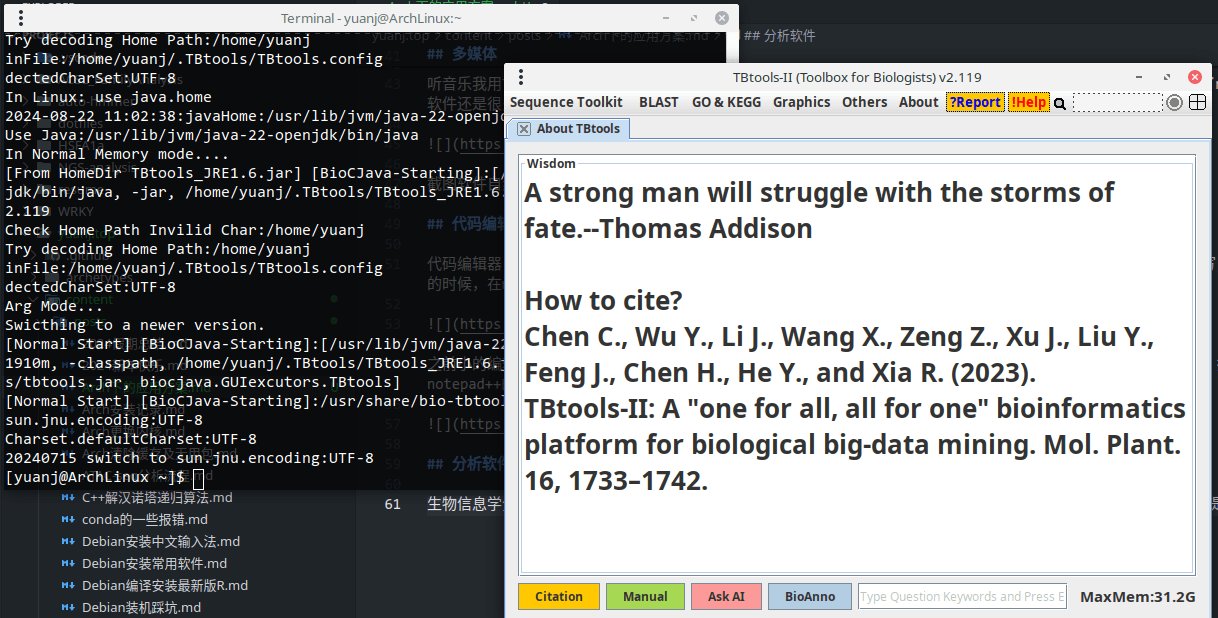 Terminal - yuanj@ArchLinux:~
Try decoding Home Path:/home/yuanj
inFile:/home/yuanj/.TBtools/TBtools.config
dectedCharSet:UTF-8
In Linux: use java.home
2024-08-22 11:02:38:javaHome:/usr/lib/jvm/java-22-openjd
Use Java:/usr/lib/jvm/java-22-openjdk/bin/java
In Normal Memory mode....
[From HomeDir TBtools_JRE1.6.jar] [BioCJava-Starting]:[/
jdk/bin/java, -jar, /home/yuanj/.TBtools/TBtools_JRE1.6.
2.119
Check Home Path Invilid Char:/home/yuanj
Try decoding Home Path:/home/yuanj
inFile:/home/yuanj/.TBtools/TBtools.config
dectedCharSet:UTF-8
Arg Mode...
Swicthing to a newer version.
[Normal Start] [BioCJava-Starting]:[/usr/lib/jvm/java-22
1910m, -classpath, /home/yuanj/.TBtools/TBtools_JRE1.6.
s/tbtools.jar, biocjava.GUIexcutors.TBtools]
[Normal Start] [BioCJava-Starting]:/usr/share/bio-tbtool
sun.jnu.encoding:UTF-8
Charset.defaultCharset:UTF-8
20240715 switch to sun.jnu.encoding:UTF-8
[yuanj@ArchLinux ~]$
C++解汉诺塔递归算法.md
conda的一些报错.md
Debian安装中文输入法.md
Debian安装常用软件.md
Debian编译安装最新版R.md
Debian装机踩坑.md
## 分析软件
## 多媒体
听音乐我用
软件还是很
![](https
## 代码编辑
代码编辑器
的时候，在
![](https
notepad++
![](https
## 分析软件
61 生物信息学
TBtools-II (Toolbox for Biologists) v2.119
Sequence Toolkit BLAST GO & KEGG Graphics Others About ?Report !Help
About TBtools
Wisdom
A strong man will struggle with the storms of
fate.--Thomas Addison
How to cite?
Chen C., Wu Y., Li J., Wang X., Zeng Z., Xu J., Liu Y.,
Feng J., Chen H., He Y., and Xia R. (2023).
TBtools-II: A "one for all, all for one" bioinformatics
platform for biological big-data mining. Mol. Plant.
16, 1733–1742.
Citation Manual Ask AI BioAnno Type Question Keywords and Press E MaxMem:31.2G